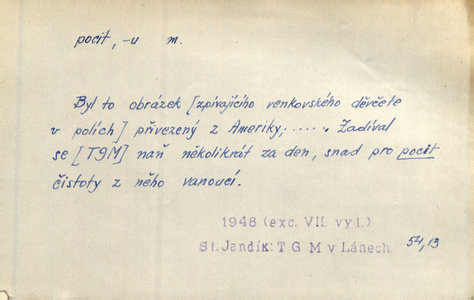 pocit, -u m.
Byl to obrázek [zpívajícího venkovského děvčete
v polích] přivezený z Ameriky; ...... Zadíval
se [TGM] naň několikrát za den, snad pro pocit
čistoty z něho vanoucí.
1948 (exc. VII. vyd.)
St. Jandík: T G M v Lánech.
54,13